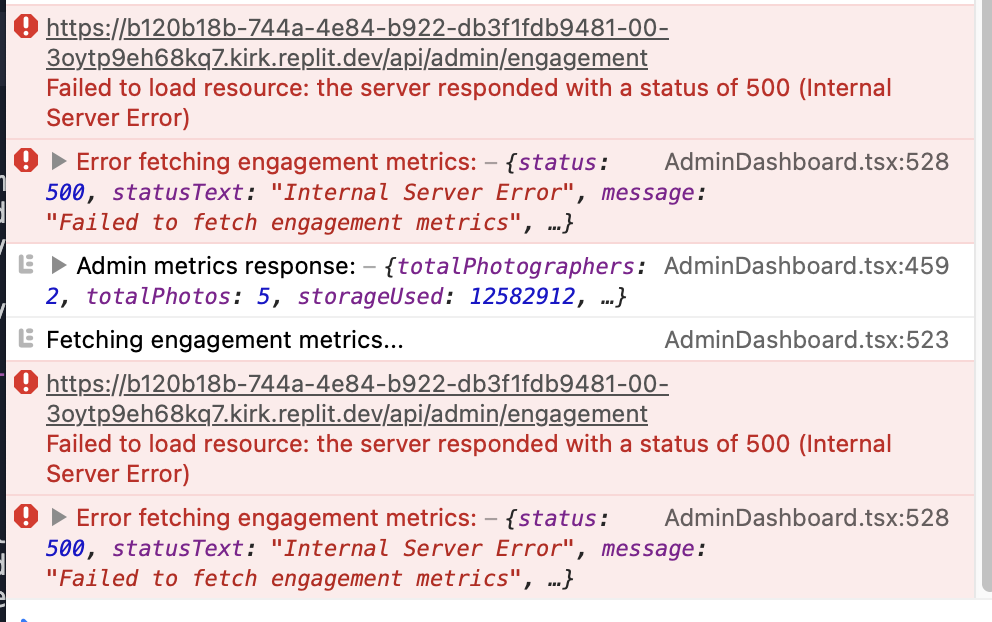 https://b120b18b-744a-4e84-b922-db3f1fdb9481-00-
3oytp9eh68kq7.kirk.replit.dev/api/admin/engagement
Failed to load resource: the server responded with a status of 500 (Internal
Server Error)
Error fetching engagement metrics: – {status: AdminDashboard.tsx:528
500, statusText: "Internal Server Error", message:
"Failed to fetch engagement metrics", …}
Admin metrics response: – {totalPhotographers: AdminDashboard.tsx:459
2, totalPhotos: 5, storageUsed: 12582912, …}
Fetching engagement metrics... AdminDashboard.tsx:523
https://b120b18b-744a-4e84-b922-db3f1fdb9481-00-
3oytp9eh68kq7.kirk.replit.dev/api/admin/engagement
Failed to load resource: the server responded with a status of 500 (Internal
Server Error)
Error fetching engagement metrics: – {status: AdminDashboard.tsx:528
500, statusText: "Internal Server Error", message:
"Failed to fetch engagement metrics", …}